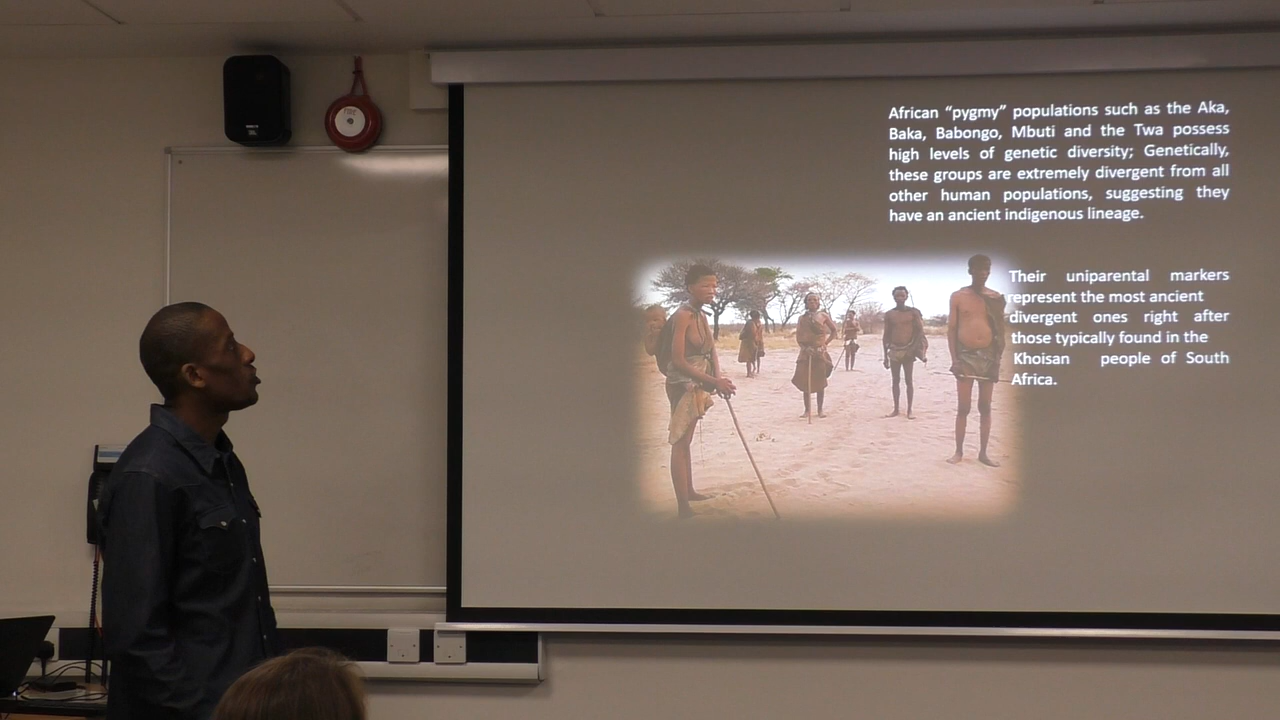 African “pygmy” populations such as the Aka,
Baka, Babongo, Mbuti and the Twa possess
high levels of genetic diversity; Genetically,
these groups are extremely divergent from all
other human populations, suggesting they
have an ancient indigenous lineage.
Their uniparental markers
represent the most ancient
divergent ones right after
those typically found in the
Khoisan people of South
Africa.
FIRE